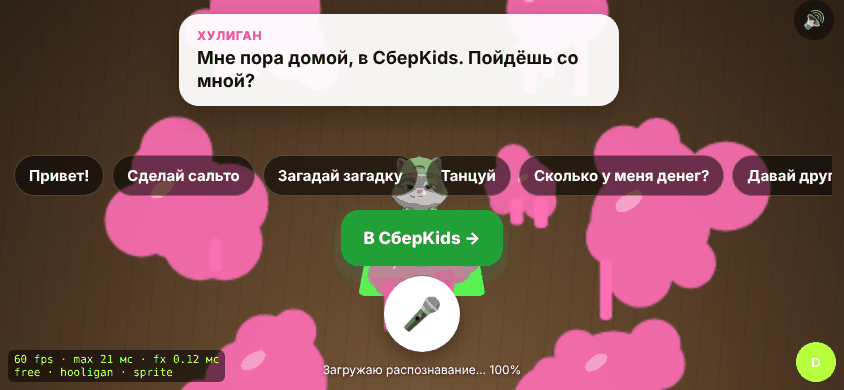 ХУЛИГАН
Мне пора домой, в СберKids. Пойдёшь со
мной?
Привет!
Сделай сальто
Загадай загадку
Танцуй
Сколько у меня денег?
Давай друг
В СберKids →
Загружаю распознавание... 100%
60 fps · max 21 мс · fx 0.12 мс
free · hooligan · sprite
D